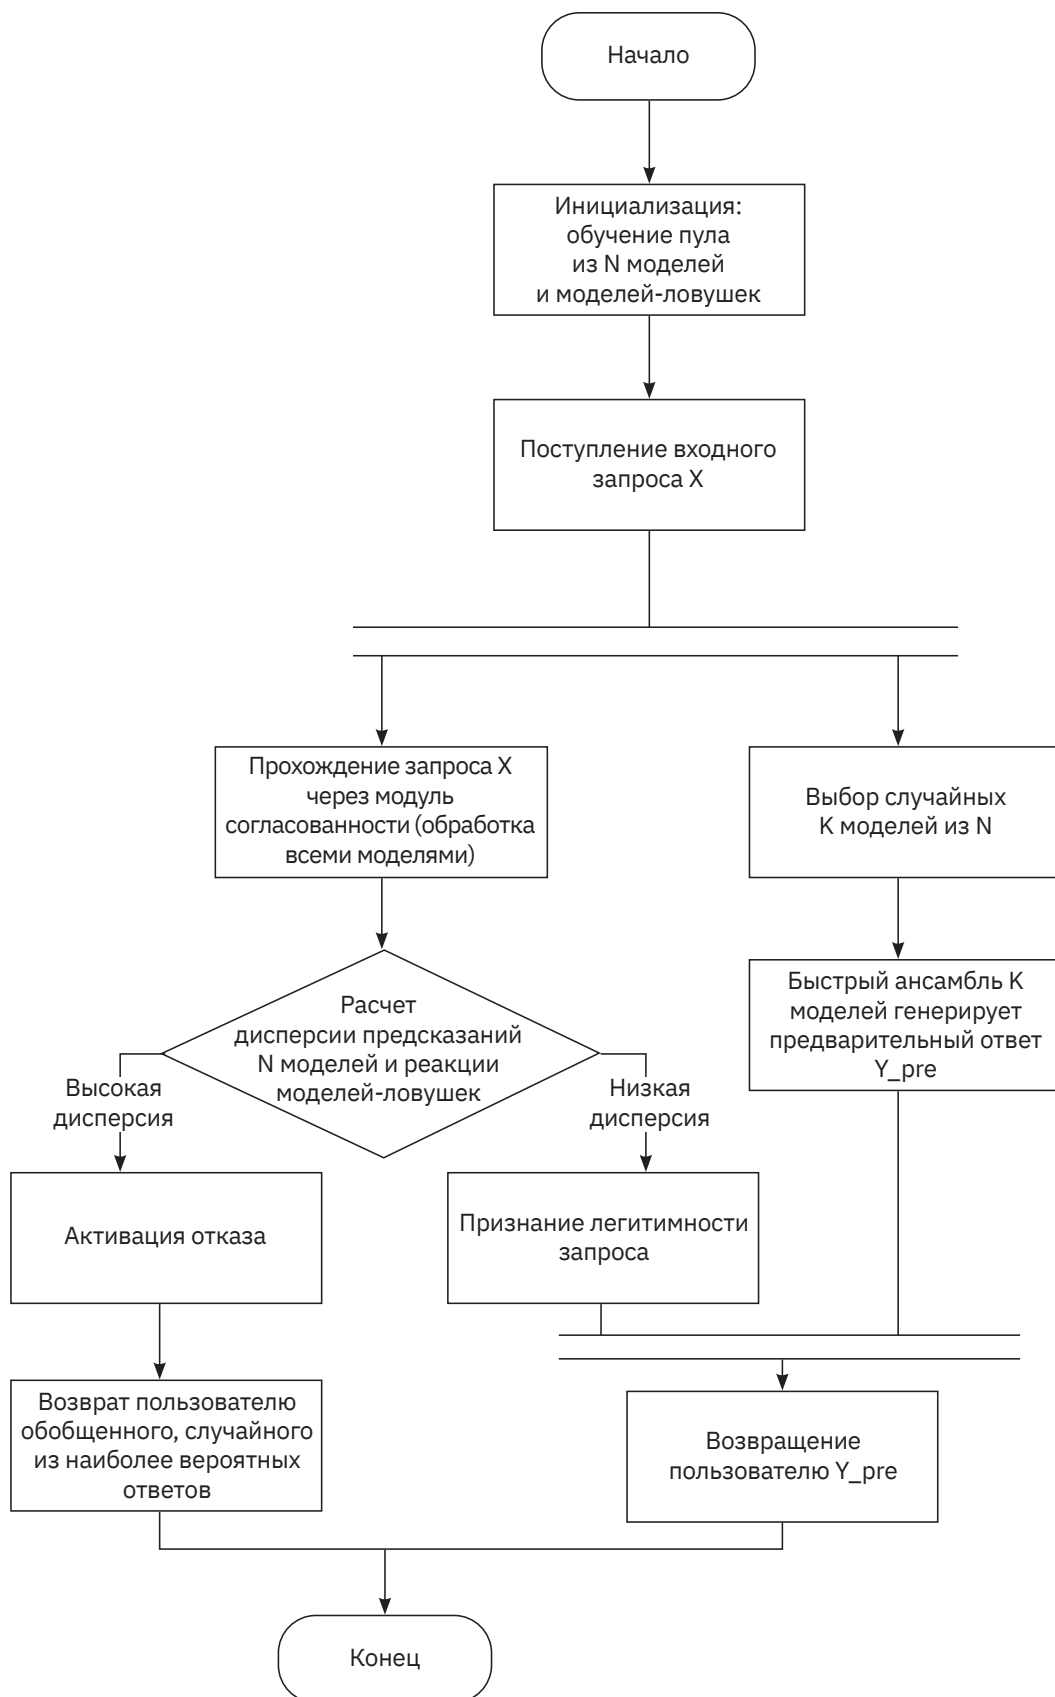 Начало
Инициализация:
обучение пула
из N моделей
и моделей-ловушек
Поступление входного
запроса X
Прохождение запроса X
через модуль
согласованности (обработка
всеми моделями)
Выбор случайных
K моделей из N
Расчет
дисперсии предсказаний
N моделей и реакции
моделей-ловушек
Быстрый ансамбль K
моделей генерирует
предварительный ответ
Y_pre
Высокая
дисперсия
Низкая
дисперсия
Активация отказа
Признание легитимности
запроса
Возврат пользователю
обобщенного, случайного
из наиболее вероятных
ответов
Возвращение
пользователю Y_pre
Конец